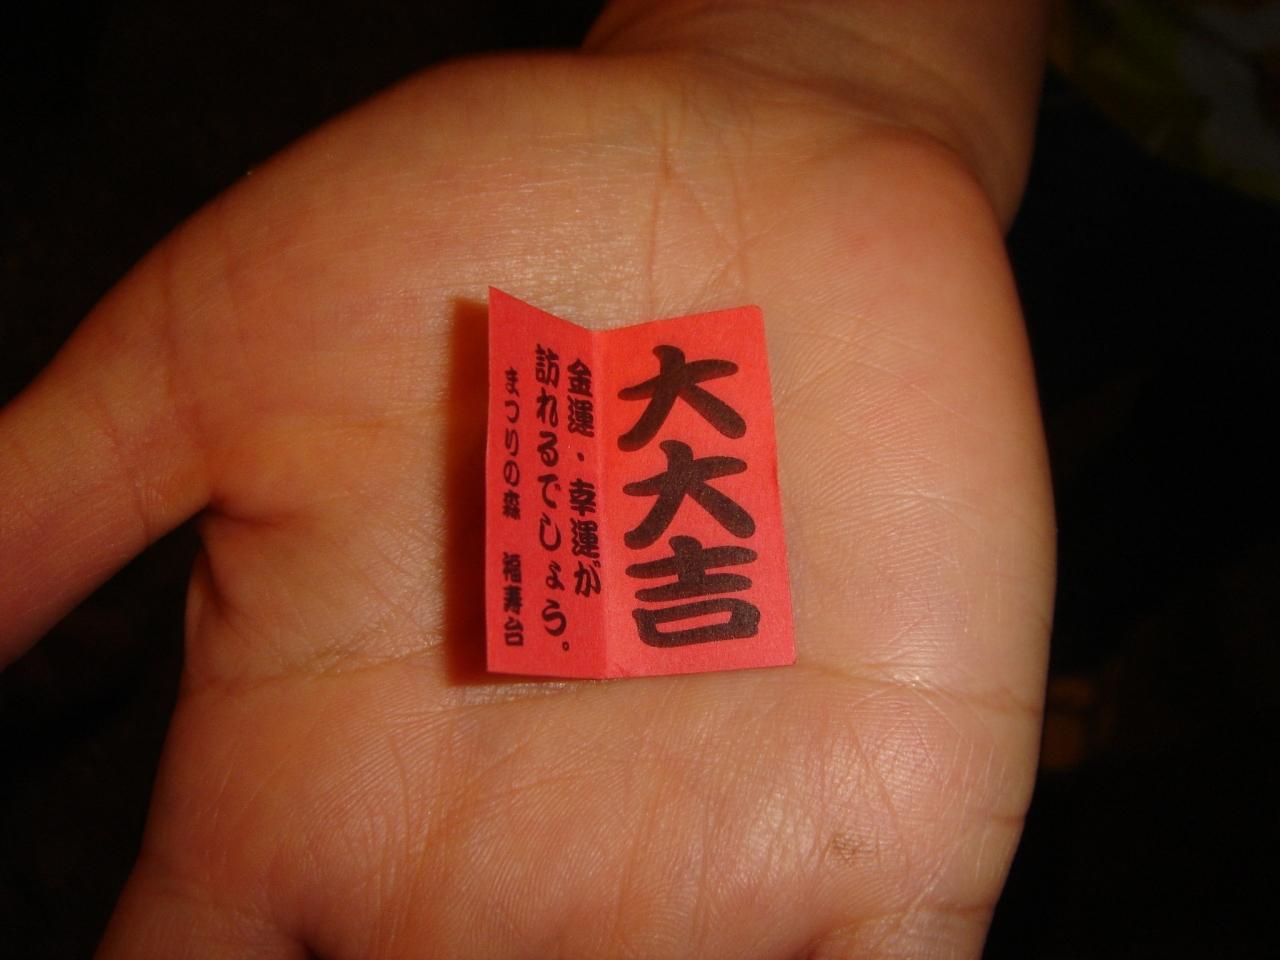 大大吉
金運・幸運が
訪れるでしょう。
まつりの森 福寿台